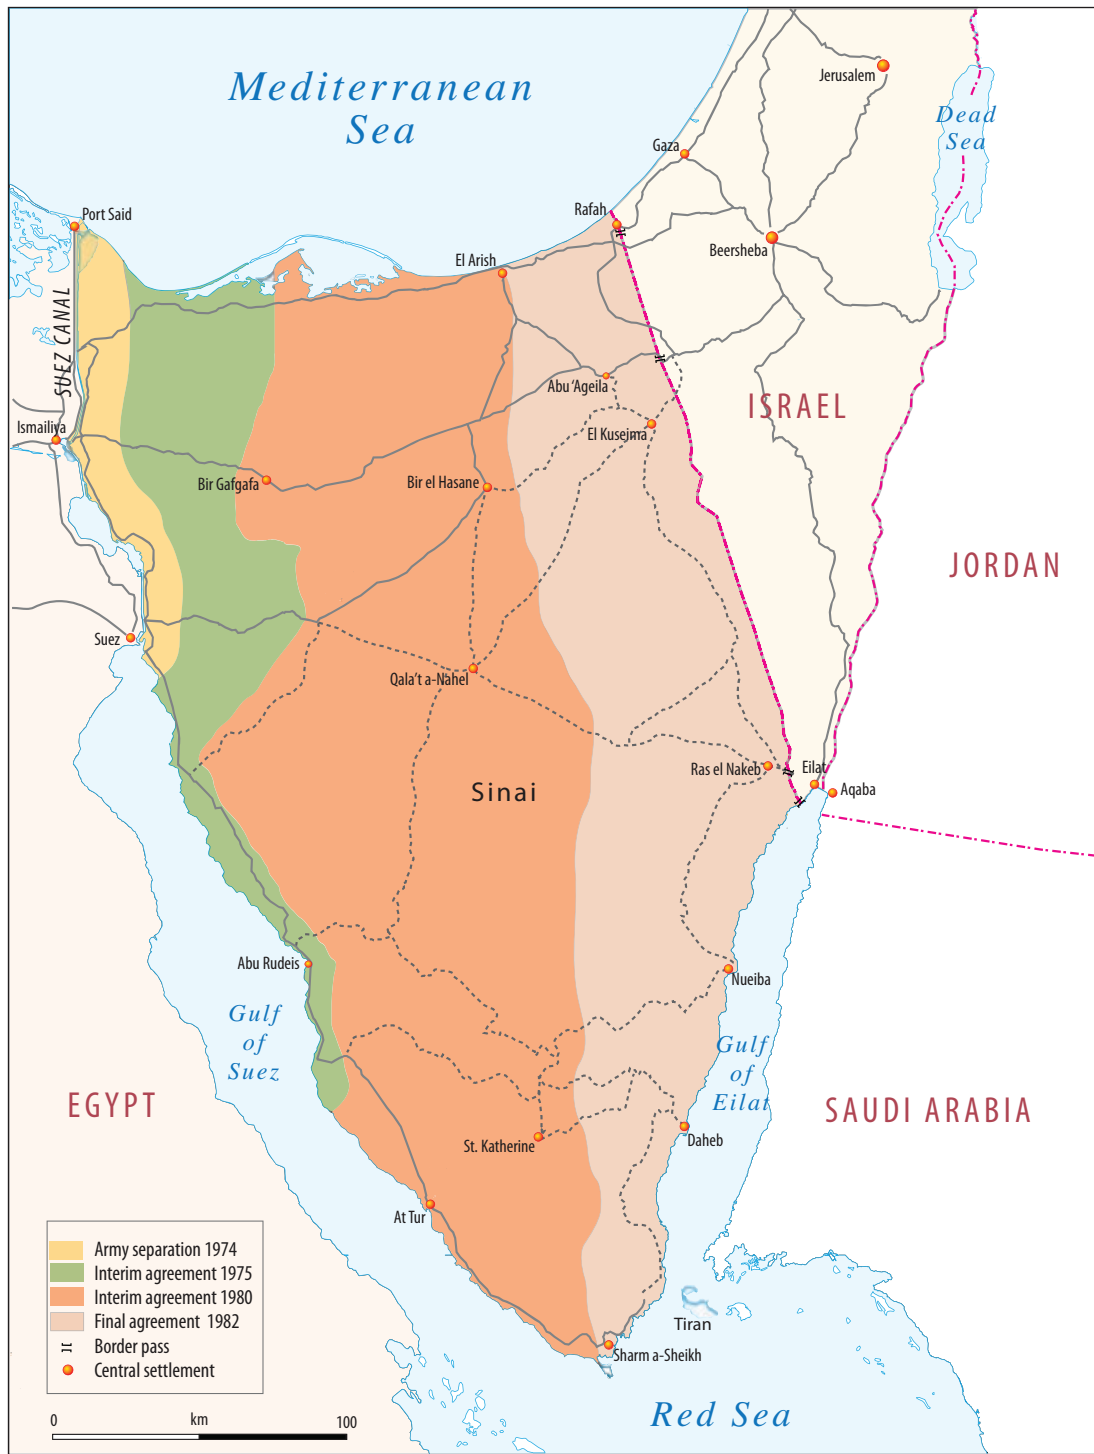 Mediterranean
Sea
Jerusalem
Dead
Sea
Gaza
Port Said
Rafah
Beersheba
El Arish
SUEZ CANAL
Abu ‘Ageila
ISRAEL
Ismailiya
El Kuseima
Bir Gafgafa
Bir el Hasane
JORDAN
Suez
Qala’t a-Nahel
Ras el Nakeb
Eilat
Aqaba
Sinai
Abu Rudeis
Nueiba
Gulf
of
Suez
Gulf
of
Eilat
EGYPT
SAUDI ARABIA
St. Katherine
Daheb
At Tur
Army separation 1974
Interim agreement 1975
Interim agreement 1980
Final agreement 1982
Border pass
Central settlement
Tiran
Sharm a-Sheikh
0 km 100
Red Sea